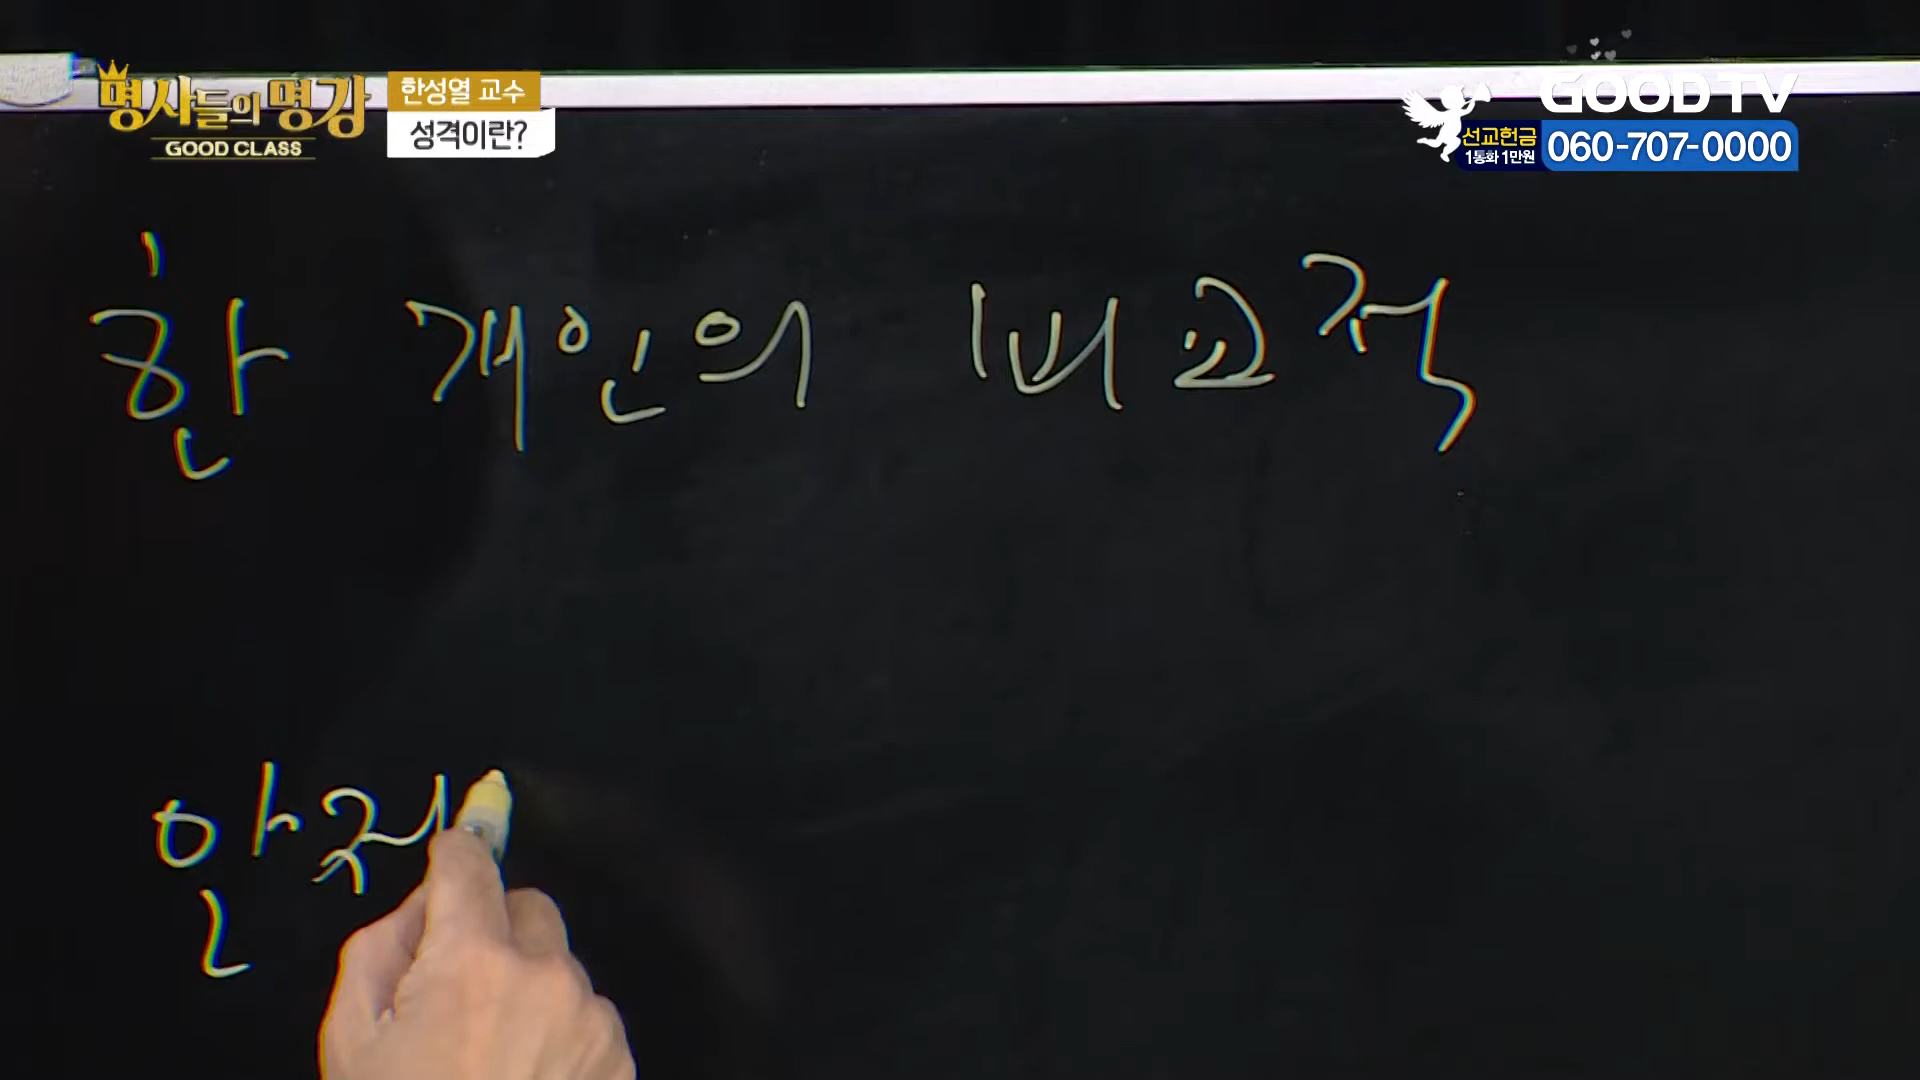 명사들의 명강
GOOD CLASS
한성열 교수
성격이란?
GOOD TV
선교헌금
1통화 1만원
060-707-0000
한 개인의 비교적
안저